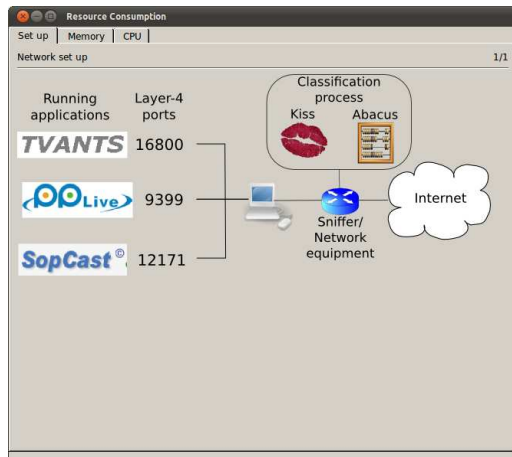 Resource Consumption
Set up Memory CPU
Network set up 1/1
Classification
process
Kiss Abacus
Running
applications
Layer-4
ports
TVANTS 16800
PPLive 9399
SopCast © 12171
Internet
Sniffer/
Network
equipment